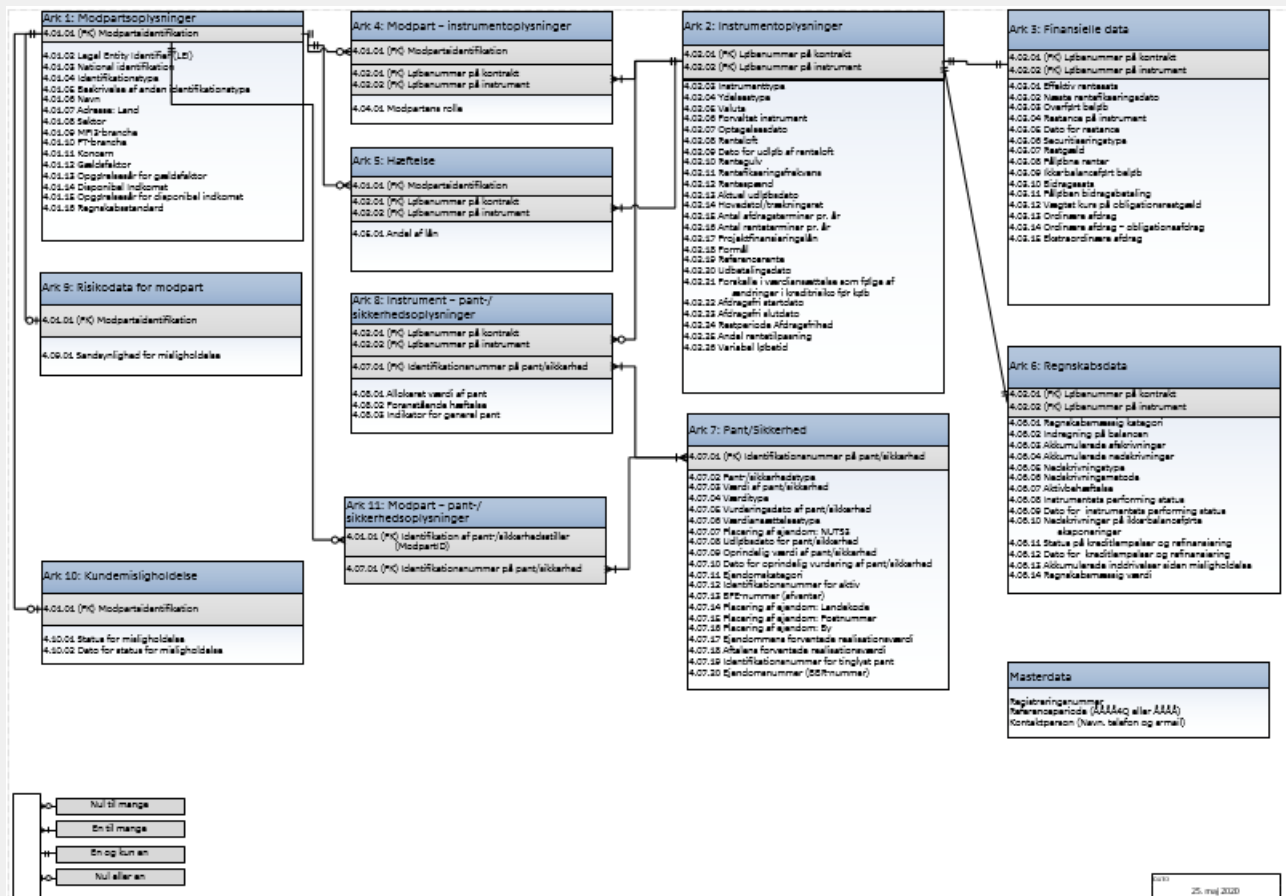 Ark 1: Modpartsoplysninger
4.01.01 (PK) Modpartsidentifikation
4.01.02 Legal Entity Identifier (LEI)
4.01.03 National identifikation
4.01.04 Identifikationstype
4.01.05 Beskrivelse af anden identifikationstype
4.01.06 Navn
4.01.07 Adresse: Land
4.01.08 Sektor
4.01.09 MFI3-branche
4.01.10 FT-branche
4.01.11 Koncern
4.01.12 Gældsfaktor
4.01.13 Opgørelsesår for gældsfaktor
4.01.14 Disponibel indkomst
4.01.15 Opgørelsesår for disponibel indkomst
4.01.16 Regnskabsstandard
Ark 9: Risikodata for modpart
4.01.01 (PK) Modpartsidentifikation
4.09.01 Sandsynlighed for misligholdelse
Ark 10: Kundemisligholdelse
4.01.01 (PK) Modpartsidentifikation
4.10.01 Status for misligholdelse
4.10.02 Dato for status for misligholdelse
Ark 4: Modpart – instrumentoplysninger
4.01.01 (PK) Modpartsidentifikation
4.02.01 (PK) Løbenummer på kontrakt
4.02.02 (PK) Løbenummer på instrument
4.04.01 Modpartens rolle
Ark 5: Hæftelse
4.01.01 (PK) Modpartsidentifikation
4.02.01 (PK) Løbenummer på kontrakt
4.02.02 (PK) Løbenummer på instrument
4.05.01 Andel af lån
Ark 8: Instrument – pant-/
sikkerhedsoplysninger
4.02.01 (PK) Løbenummer på kontrakt
4.02.02 (PK) Løbenummer på instrument
4.07.01 (PK) Identifikationsnummer på pant/sikkerhed
4.08.01 Allokeret værdi af pant
4.08.02 Foranstående hæftelse
4.08.03 Indikator for general pant
Ark 11: Modpart – pant-/
sikkerhedsoplysninger
4.01.01 (PK) Identifikation af pant-/sikkerhedsstiller
(ModpartID)
4.07.01 (PK) Identifikationsnummer på pant/sikkerhed
Ark 2: Instrumentoplysninger
4.02.01 (PK) Løbenummer på kontrakt
4.02.02 (PK) Løbenummer på instrument
4.02.03 Instrumenttype
4.02.04 Ydelsestype
4.02.05 Valuta
4.02.06 Forvaltet instrument
4.02.07 Optagelsesdato
4.02.08 Renteloft
4.02.09 Dato for udløb af renteloft
4.02.10 Rentegulv
4.02.11 Rentefikseringsfrekvens
4.02.12 Rentespænd
4.02.13 Aktuel udløbsdato
4.02.14 Hovedstol/trækningsret
4.02.15 Antal afdragsterminer pr. år
4.02.16 Antal renteterminer pr. år
4.02.17 Projektfinansieringslån
4.02.18 Formål
4.02.19 Referencerente
4.02.20 Udbetalingsdato
4.02.21 Forskelle i værdiansættelse som følge af
ændringer i kreditrisiko før køb
4.02.22 Afdragsfri startdato
4.02.23 Afdragsfri slutdato
4.02.24 Restperiode Afdragsfrihed
4.02.25 Andel rentetilpasning
4.02.26 Variabel løbetid
Ark 7: Pant/Sikkerhed
4.07.01 (PK) Identifikationsnummer på pant/sikkerhed
4.07.02 Pant-/sikkerhedstype
4.07.03 Værdi af pant/sikkerhed
4.07.04 Værditype
4.07.05 Vurderingsdato af pant/sikkerhed
4.07.06 Værdiansættelsestype
4.07.07 Placering af ejendom: NUTS3
4.07.08 Udløbsdato for pant/sikkerhed
4.07.09 Oprindelig værdi af pant/sikkerhed
4.07.10 Dato for oprindelig vurdering af pant/sikkerhed
4.07.11 Ejendomskategori
4.07.12 Identifikationsnummer for aktiv
4.07.13 BFE-nummer (afventer)
4.07.14 Placering af ejendom: Landekode
4.07.15 Placering af ejendom: Postnummer
4.07.16 Placering af ejendom: By
4.07.17 Ejendommens forventede realisationsværdi
4.07.18 Aftalens forventede realisationsværdi
4.07.19 Identifikationsnummer for tinglyst pant
4.07.20 Ejendomsnummer (ESR-nummer)
Ark 3: Finansielle data
4.02.01 (PK) Løbenummer på kontrakt
4.02.02 (PK) Løbenummer på instrument
4.03.01 Effektiv rentesats
4.03.02 Næste rentefikseringsdato
4.03.03 Overført beløb
4.03.04 Restance på instrument
4.03.05 Dato for restance
4.03.06 Securitiseringstype
4.03.07 Restgæld
4.03.08 Påløbne renter
4.03.09 Ikkebalanceført beløb
4.03.10 Bidragssats
4.03.11 Påløben bidragsbetaling
4.03.12 Vægtet kurs på obligationsrestgæld
4.03.13 Ordinære afdrag
4.03.14 Ordinære afdrag – obligationsafdrag
4.03.15 Ekstraordinære afdrag
Ark 6: Regnskabsdata
4.02.01 (PK) Løbenummer på kontrakt
4.02.02 (PK) Løbenummer på instrument
4.06.01 Regnskabsmæssig kategori
4.06.02 Indregning på balancen
4.06.03 Akkumulerede afskrivninger
4.06.04 Akkumulerede nedskrivninger
4.06.05 Nedskrivningstype
4.06.06 Nedskrivningsmetode
4.06.07 Aktivbehæftelse
4.06.08 Instrumentets performing status
4.06.09 Dato for instrumentets performing status
4.06.10 Nedskrivninger på ikkebalanceførte
eksponeringer
4.06.11 Status på kreditlempelser og refinansiering
4.06.12 Dato for kreditlempelser og refinansiering
4.06.13 Akkumulerede inddrivelser siden misligholdelse
4.06.14 Regnskabsmæssig værdi
Masterdata
Registreringsnummer
Referenceperiode (ÅÅÅÅQ eller ÅÅÅÅ)
Kontaktperson (Navn, telefon og e-mail)
Nul til mange
En til mange
En og kun en
Nul eller en
DATO
25. maj 2020